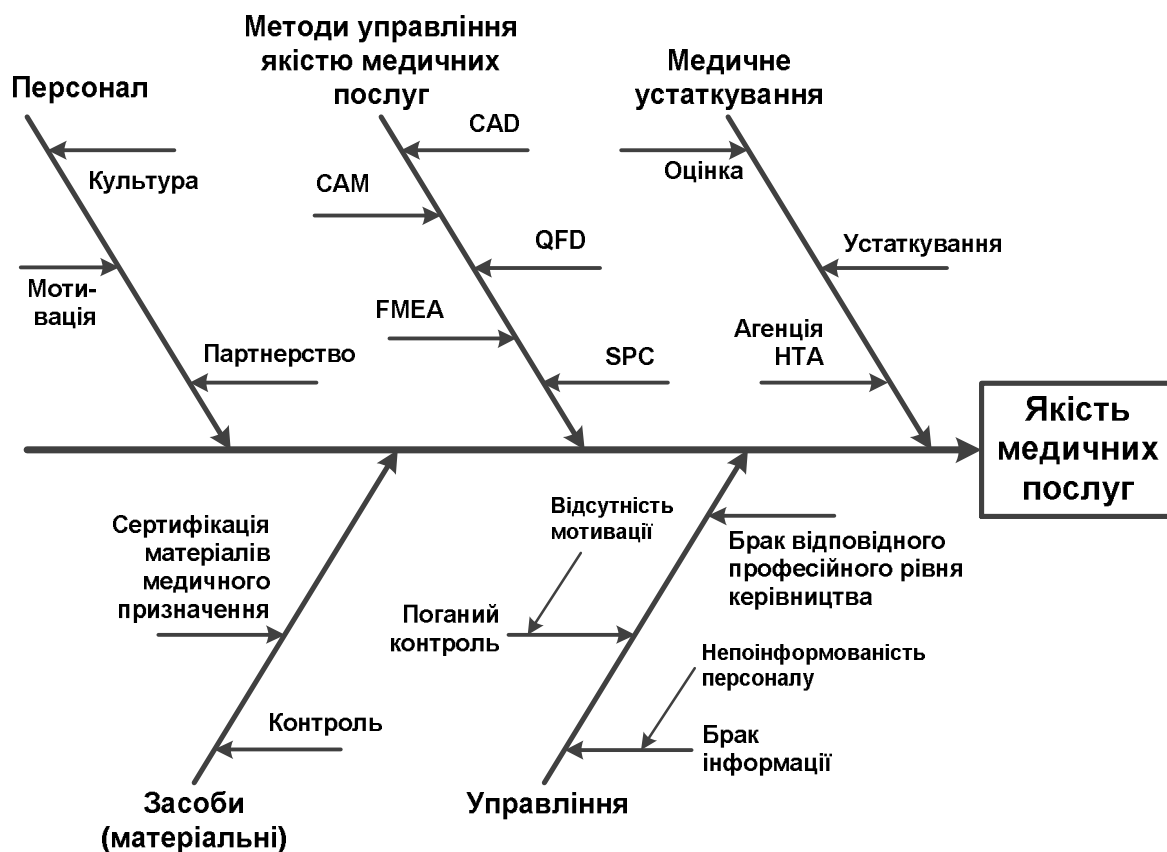 Методи управління
якістю медичних
послуг
Медичне
устаткування
Персонал
CAD
Культура
Оцінка
CAM
QFD
Устаткування
Моти-
вація
FMEA
Агенція
HTA
Партнерство
SPC
Якість
медичних
послуг
Відсутність
мотивації
Сертифікація
матеріалів
медичного
призначення
Брак відповідного
професійного рівня
керівництва
Поганий
контроль
Непоінформованість
персоналу
Контроль
Брак
інформації
Засоби
(матеріальні)
Управління